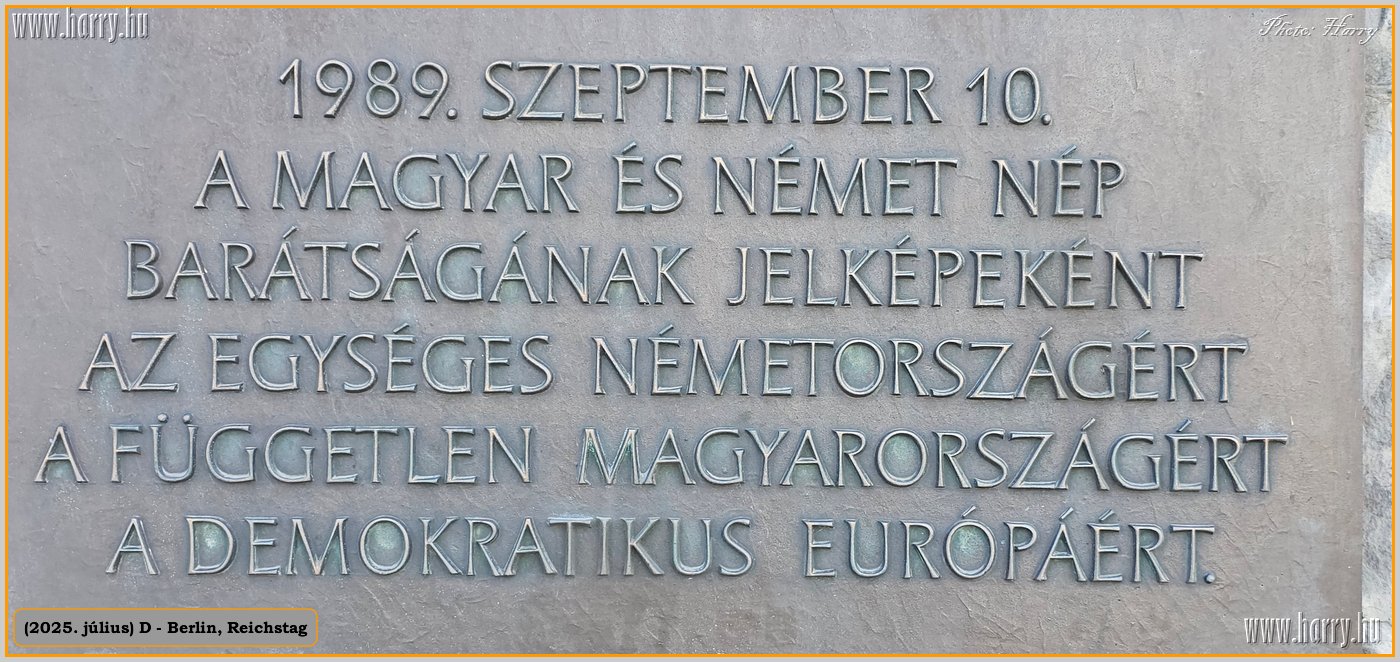 www.harry.hu
Photo: Harry
1989. SZEPTEMBER 10.
A MAGYAR ÉS NÉMET NÉP
BARÁTSÁGÁNAK JELKÉPEKÉNT
AZ EGYSÉGES NÉMETORSZÁGÉRT
A FÜGGETLEN MAGYARORSZÁGÉRT
A DEMOKRATIKUS EURÓPÁÉRT.
(2025. július) D - Berlin, Reichstag
www.harry.hu